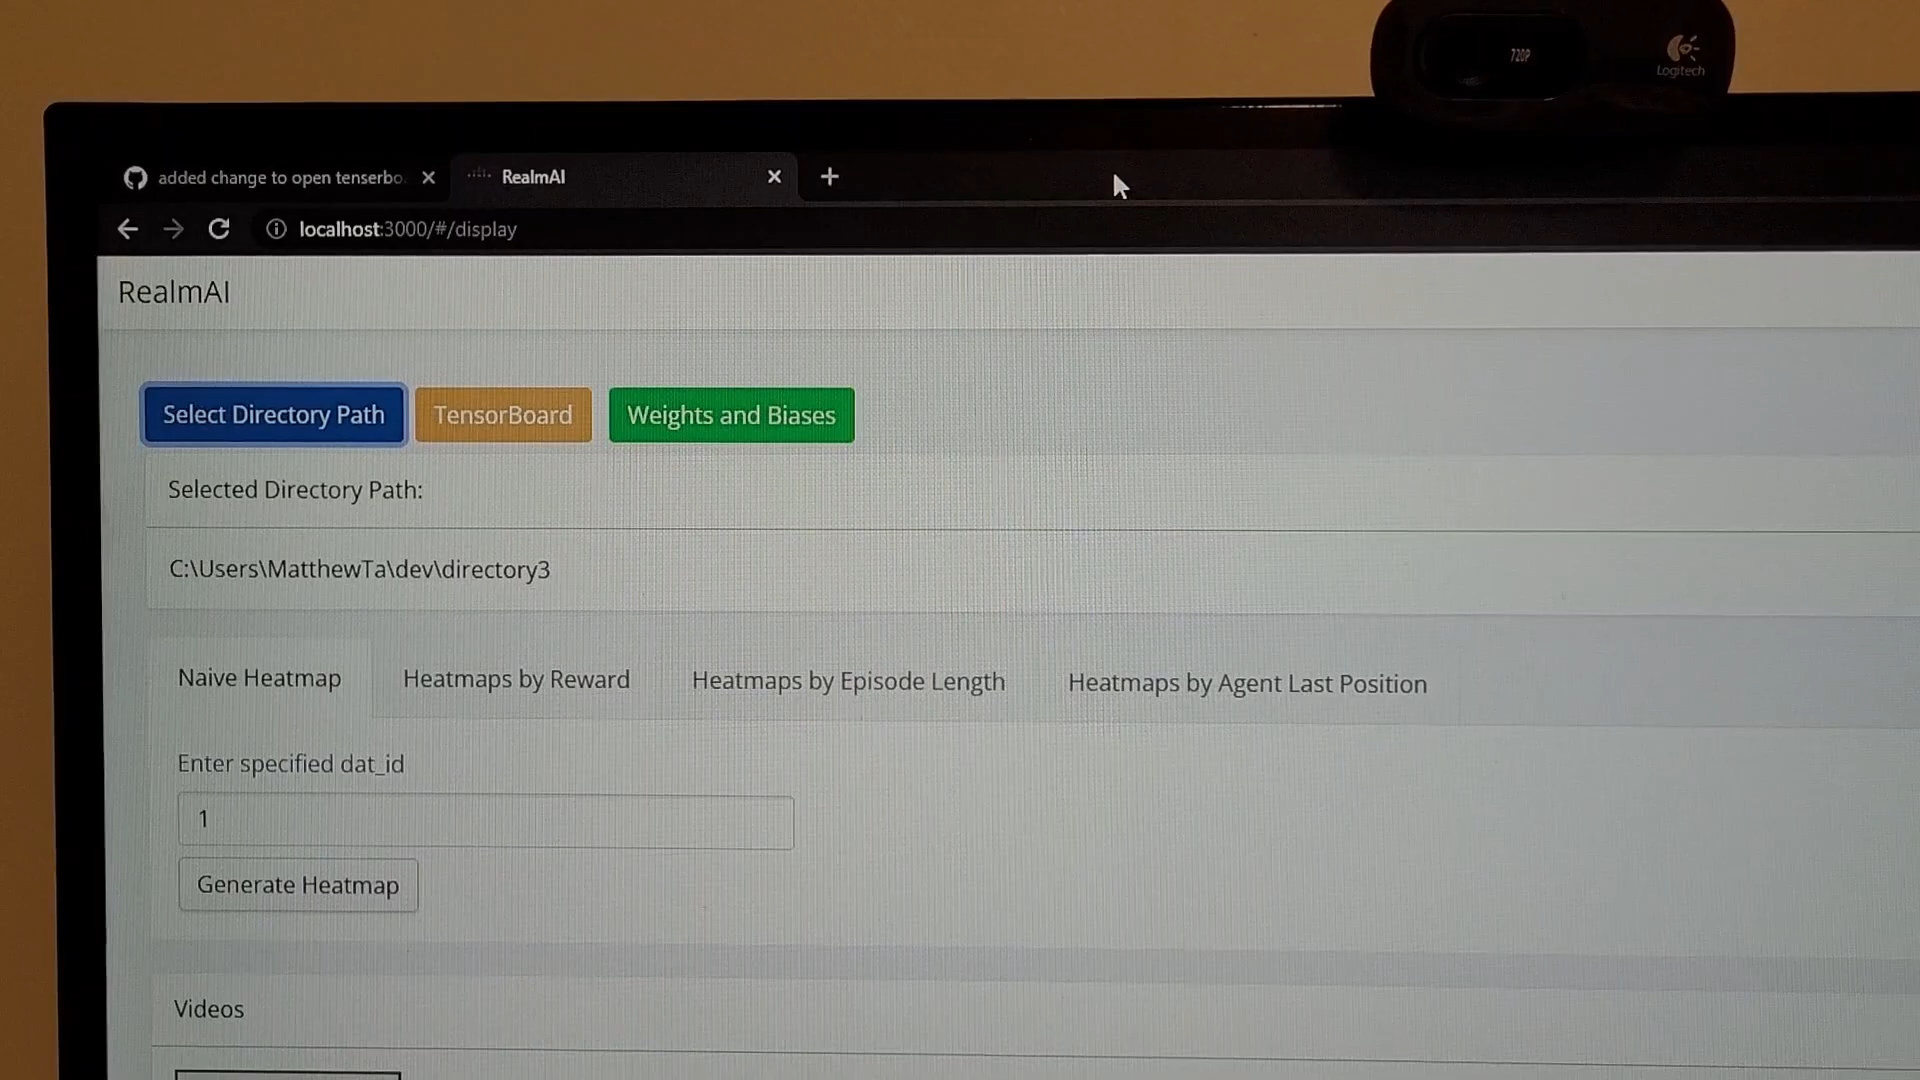 720P
Logitech
added change to open tenserbo
RealmAI
localhost:3000/#/display
RealmAI
Select Directory Path
TensorBoard
Weights and Biases
Selected Directory Path:
C:\Users\MatthewTa\dev\directory3
Naive Heatmap
Heatmaps by Reward
Heatmaps by Episode Length
Heatmaps by Agent Last Position
Enter specified dat_id
1
Generate Heatmap
Videos